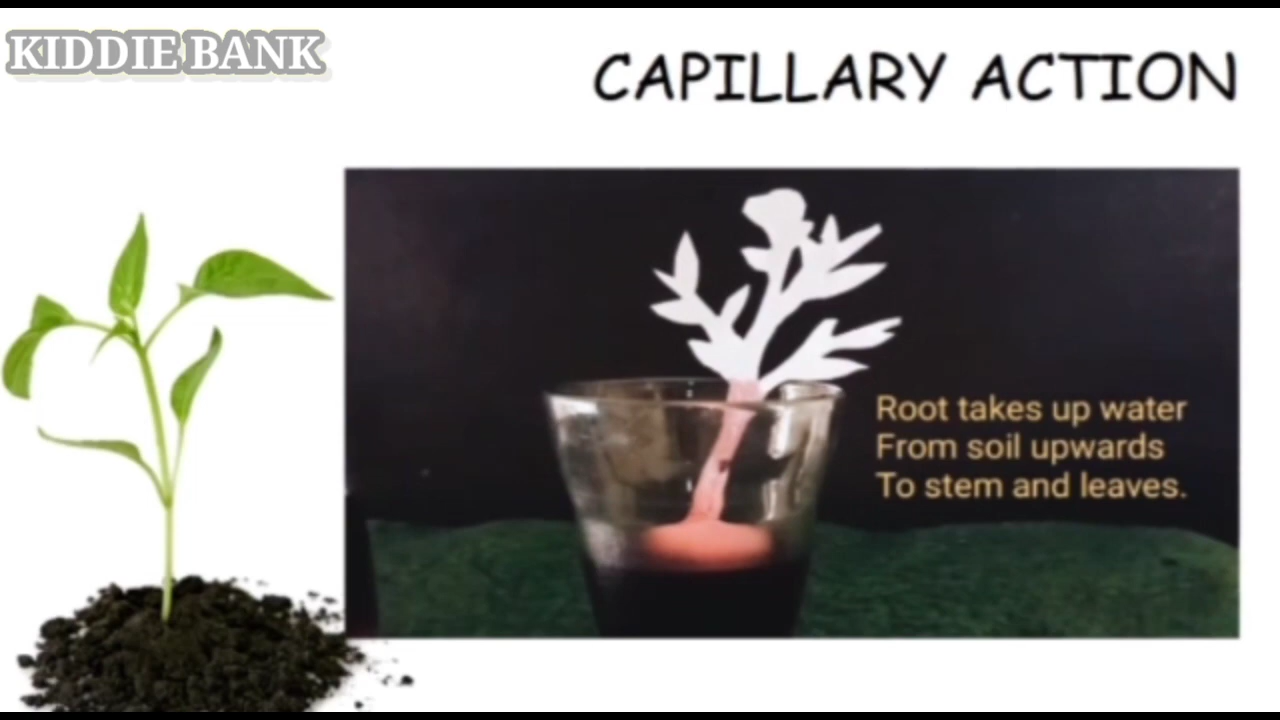 KIDDIE BANK
CAPILLARY ACTION
Root takes up water
From soil upwards
To stem and leaves.